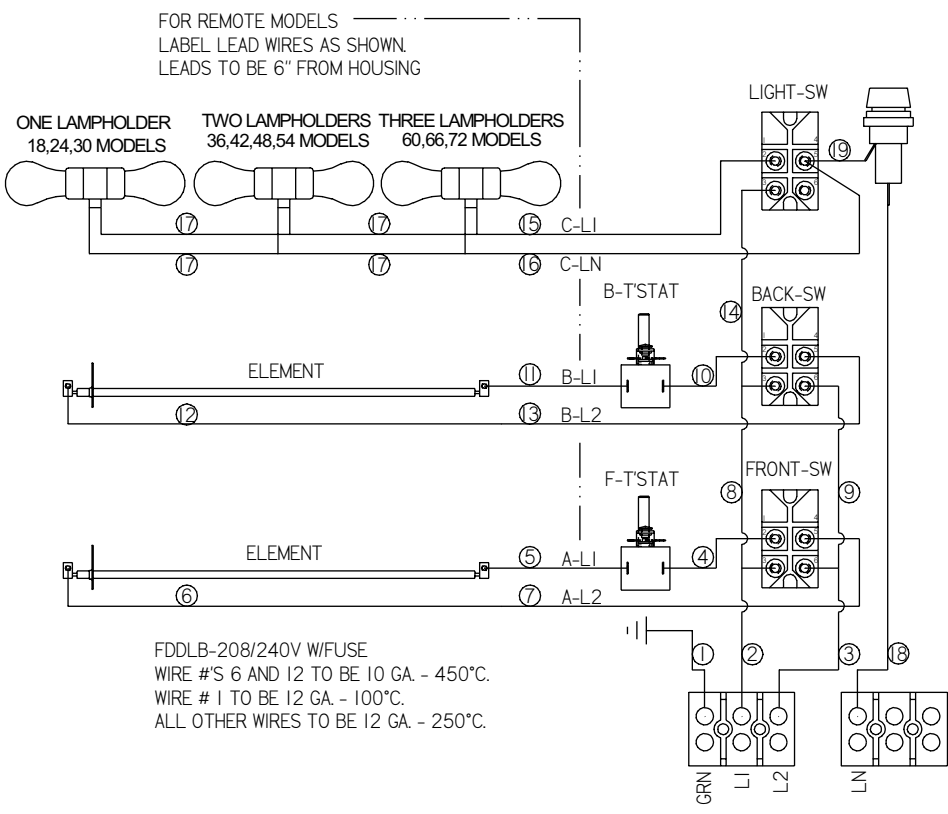 FOR REMOTE MODELS
LABEL LEAD WIRES AS SHOWN.
LEADS TO BE 6" FROM HOUSING
LIGHT-SW
ONE LAMPHOLDER
18,24,30 MODELS
TWO LAMPHOLDERS
36,42,48,54 MODELS
THREE LAMPHOLDERS
60,66,72 MODELS
19
17
17
15
C-L1
17
17
16
C-LN
B-T'STAT
BACK-SW
14
ELEMENT
11
B-L1
10
12
13
B-L2
F-T'STAT
FRONT-SW
8
9
ELEMENT
5
A-L1
4
6
7
A-L2
FDDLB-208/240V W/FUSE
WIRE #'S 6 AND 12 TO BE 10 GA. - 450°C.
WIRE # 1 TO BE 12 GA. - 100°C.
ALL OTHER WIRES TO BE 12 GA. - 250°C.
1
2
3
18
GRN
L1
L2
LN